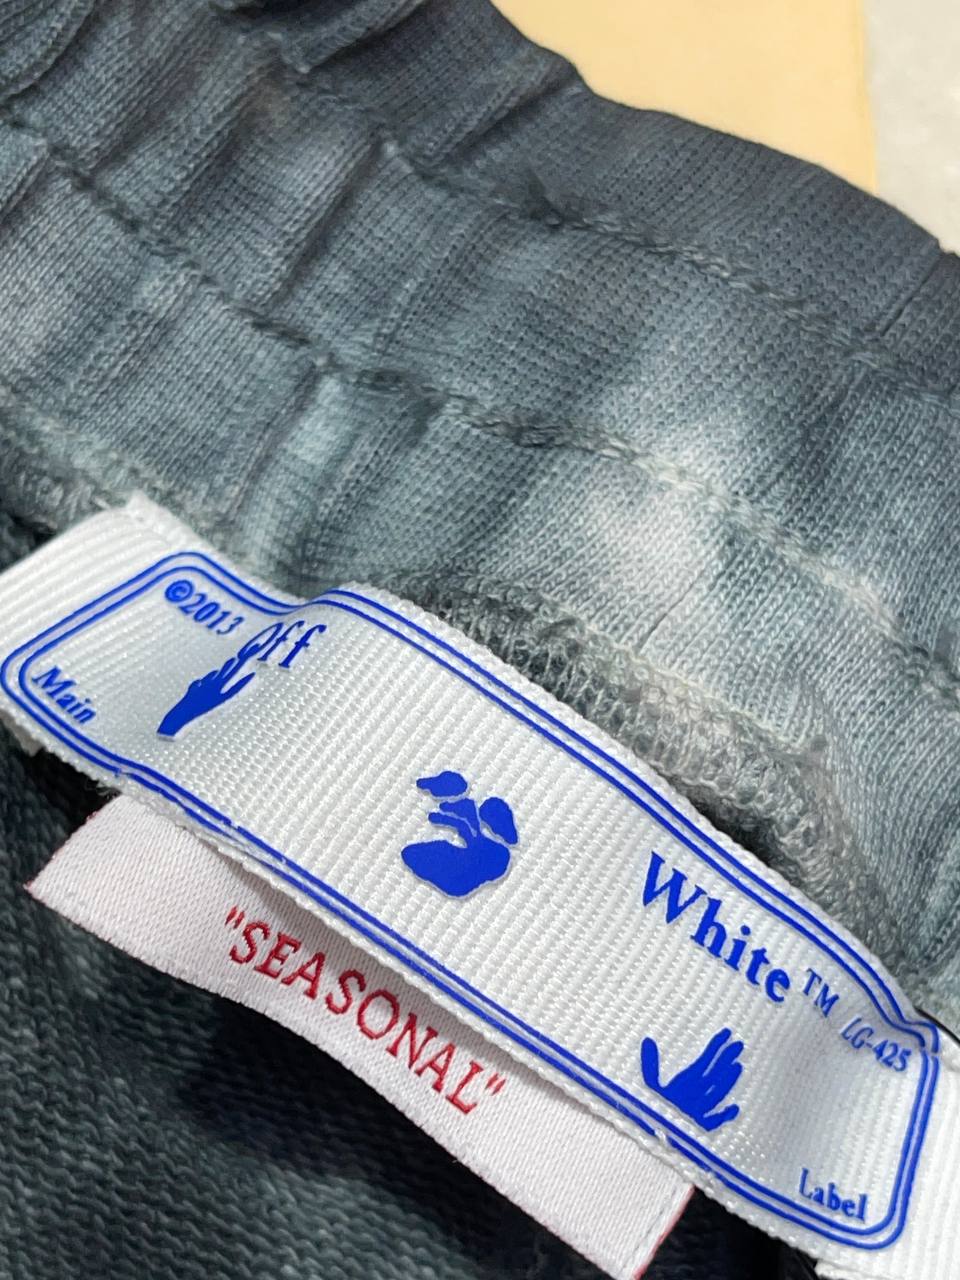 ©2013
Off
Main
White™
LG-425
Label
"SEASONAL"